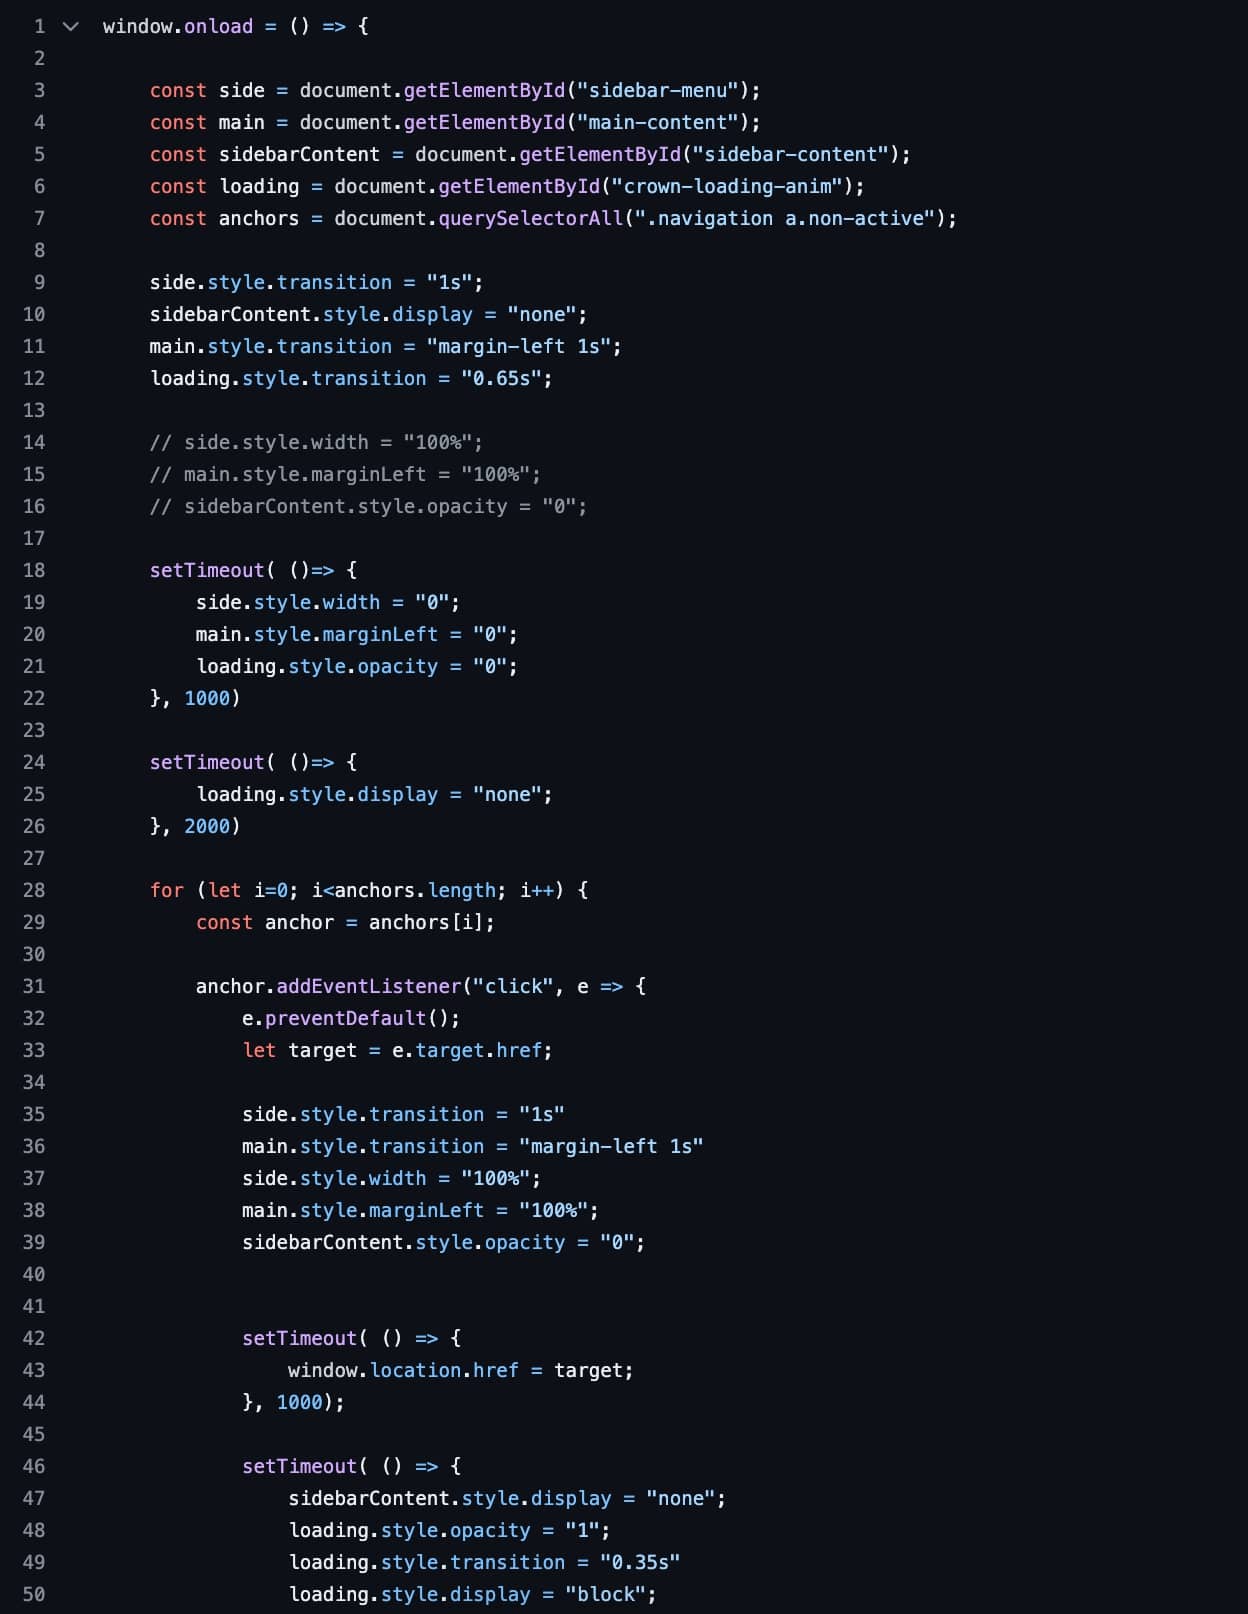 1 window.onload = () => {
2
3 const side = document.getElementById("sidebar-menu");
4 const main = document.getElementById("main-content");
5 const sidebarContent = document.getElementById("sidebar-content");
6 const loading = document.getElementById("crown-loading-anim");
7 const anchors = document.querySelectorAll(".navigation a.non-active");
8
9 side.style.transition = "1s";
10 sidebarContent.style.display = "none";
11 main.style.transition = "margin-left 1s";
12 loading.style.transition = "0.65s";
13
14 // side.style.width = "100%";
15 // main.style.marginLeft = "100%";
16 // sidebarContent.style.opacity = "0";
17
18 setTimeout( ()=> {
19 side.style.width = "0";
20 main.style.marginLeft = "0";
21 loading.style.opacity = "0";
22 }, 1000)
23
24 setTimeout( ()=> {
25 loading.style.display = "none";
26 }, 2000)
27
28 for (let i=0; i<anchors.length; i++) {
29 const anchor = anchors[i];
30
31 anchor.addEventListener("click", e => {
32 e.preventDefault();
33 let target = e.target.href;
34
35 side.style.transition = "1s"
36 main.style.transition = "margin-left 1s"
37 side.style.width = "100%";
38 main.style.marginLeft = "100%";
39 sidebarContent.style.opacity = "0";
40
41
42 setTimeout( () => {
43 window.location.href = target;
44 }, 1000);
45
46 setTimeout( () => {
47 sidebarContent.style.display = "none";
48 loading.style.opacity = "1";
49 loading.style.transition = "0.35s"
50 loading.style.display = "block";